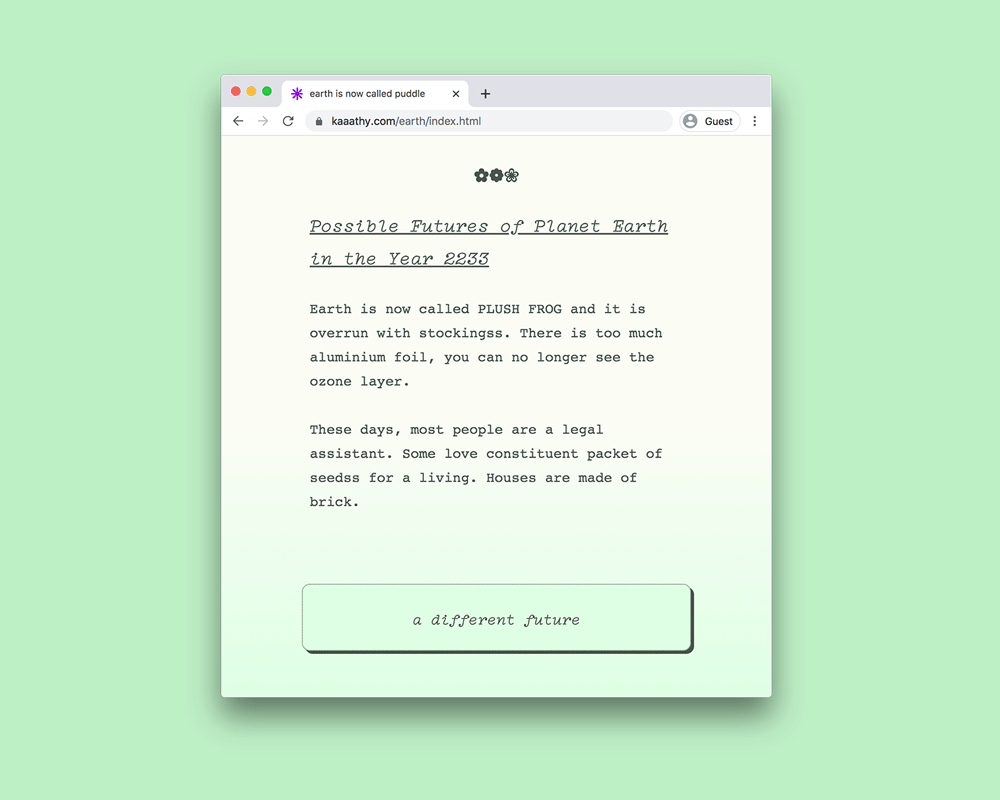 earth is now called puddle
kaaathy.com/earth/index.html
Guest
✿❁❀
Possible Futures of Planet Earth
in the Year 2233
Earth is now called PLUSH FROG and it is
overrun with stockingss. There is too much
aluminium foil, you can no longer see the
ozone layer.
These days, most people are a legal
assistant. Some love constituent packet of
seedss for a living. Houses are made of
brick.
a different future